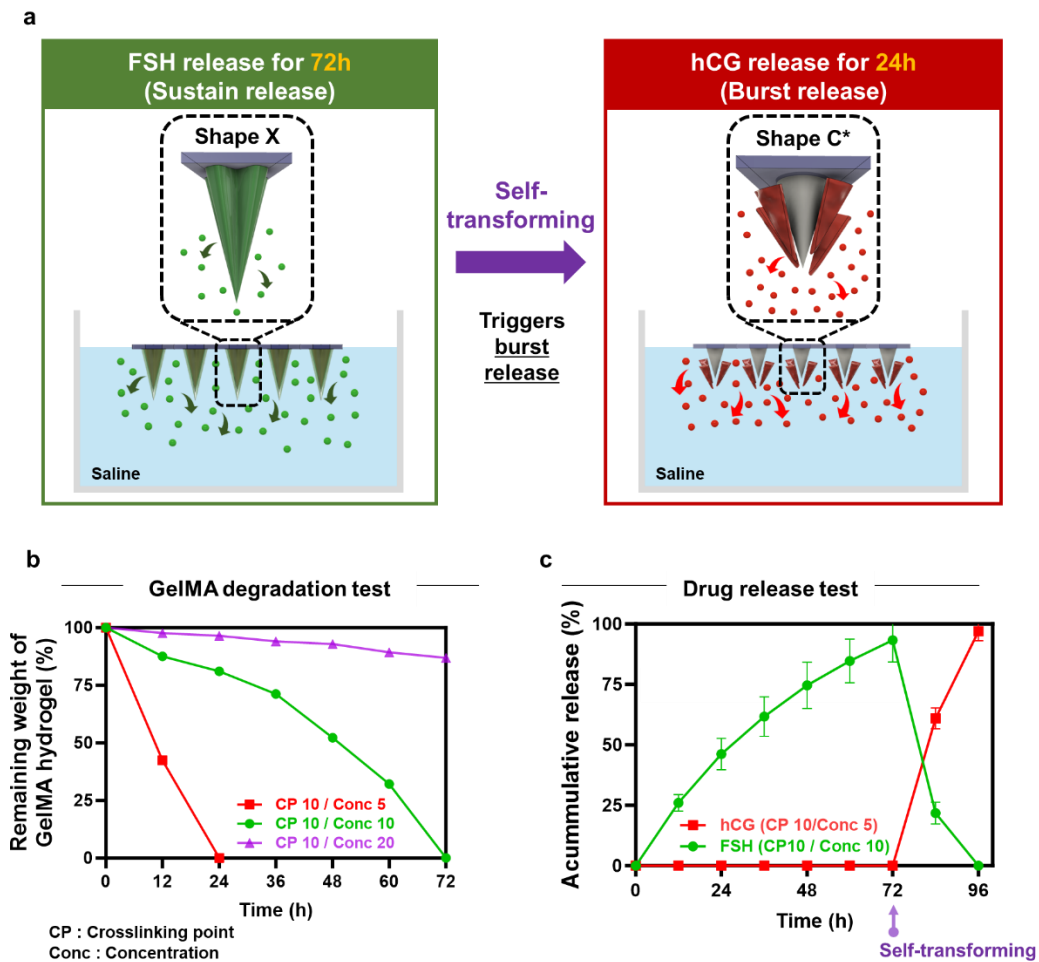 a
FSH release for 72h
(Sustain release)
Shape X
Saline
Self-
transforming
Triggers
burst
release
hCG release for 24h
(Burst release)
Shape C*
Saline
b
GelMA degradation test
Remaining weight of
GelMA hydrogel (%)
100
75
50
25
0
CP 10 / Conc 5
CP 10 / Conc 10
CP 10 / Conc 20
0 12 24 36 48 60 72
Time (h)
CP : Crosslinking point
Conc : Concentration
c
Drug release test
Acummulative release (%)
100
75
50
25
0
hCG (CP 10/Conc 5)
FSH (CP10 / Conc 10)
0 24 48 72 96
Time (h)
Self-transforming